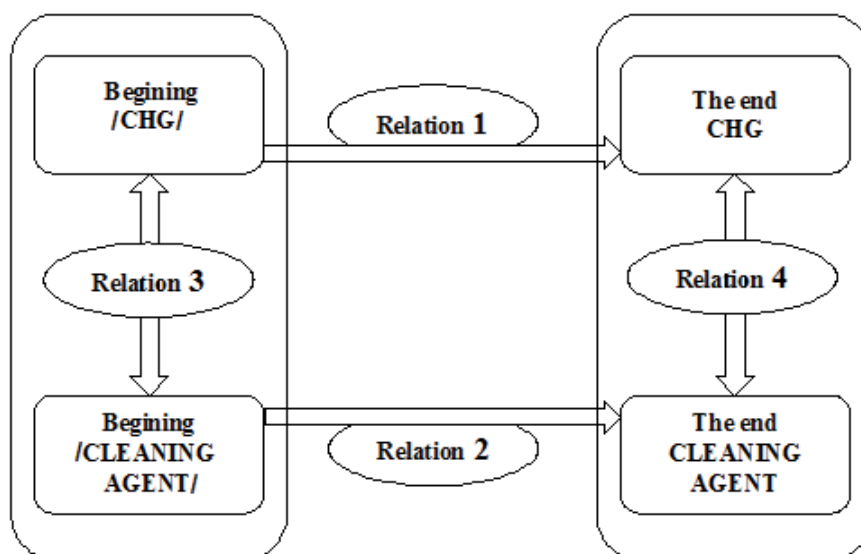 Begining
/CHG/
Relation 1
The end
CHG
Relation 3
Relation 4
Begining
/CLEANING
AGENT/
Relation 2
The end
CLEANING
AGENT